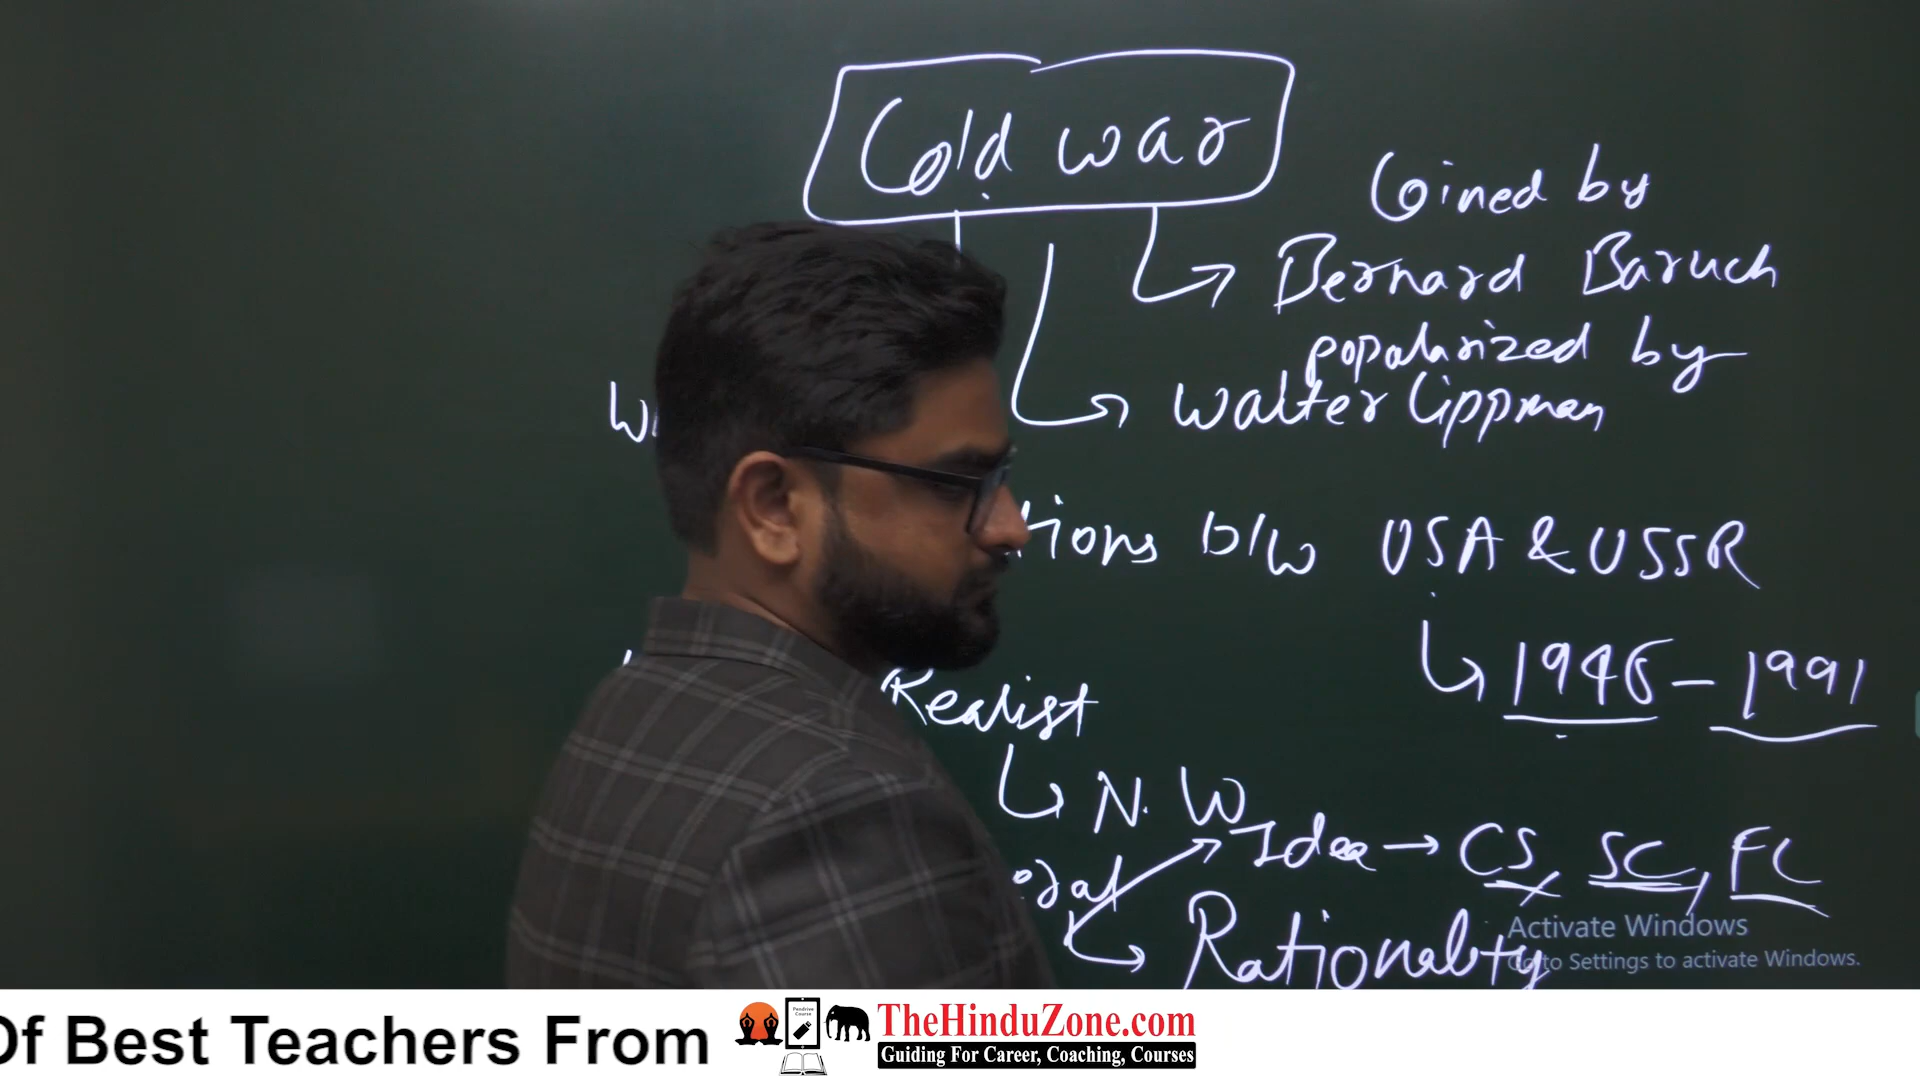 Cold war
Coined by
Bernard Baruch
popularized by
Walter Lippman
tions b/w USA & USSR
1946 - 1991
Realist
N. W
Idea → CS, SC, FC
Rationality
Activate Windows
Go to Settings to activate Windows.
Of Best Teachers From
TheHinduZone.com
Guiding For Career, Coaching, Courses